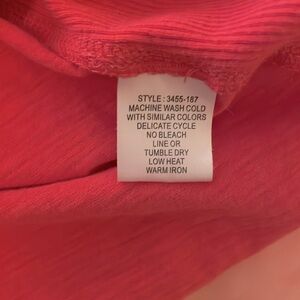 STYLE : 3455-187
MACHINE WASH COLD
WITH SIMILAR COLORS
DELICATE CYCLE
NO BLEACH
LINE OR
TUMBLE DRY
LOW HEAT
WARM IRON